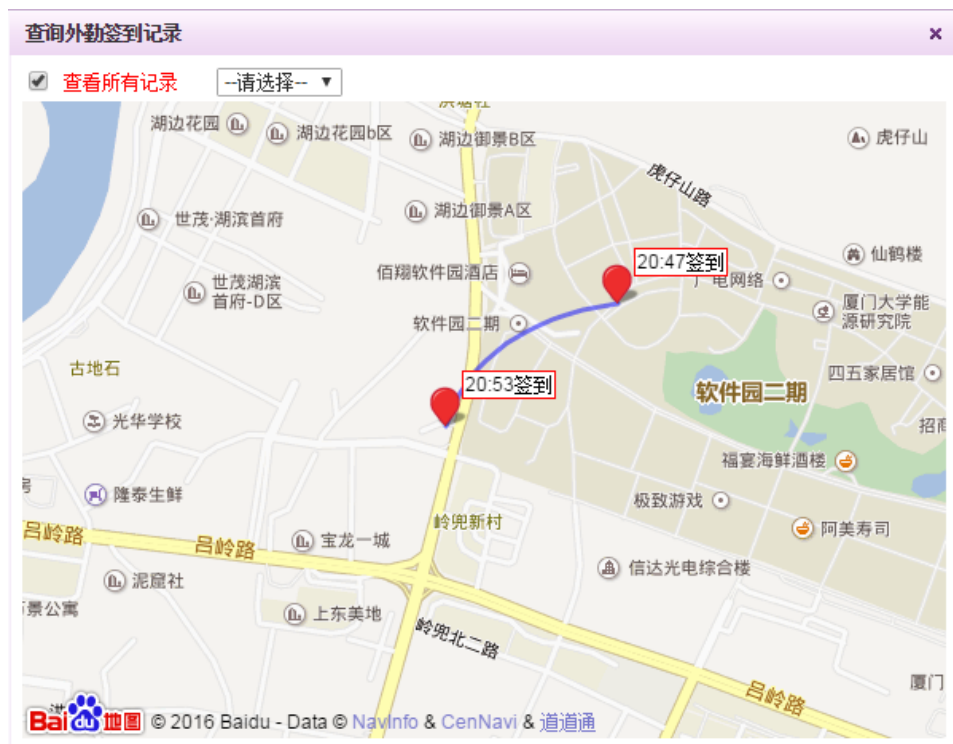 查询外勤签到记录
×
查看所有记录
--请选择--
湖边花园
湖边花园b区
湖边御景B区
虎仔山
虎仔山路
世茂·湖滨首府
湖边御景A区
20:47签到
仙鹤楼
佰翔软件园酒店
广电网络
世茂湖滨
首府-D区
厦门大学能
源研究院
软件园二期
古地石
20:53签到
四五家居馆
软件园二期
光华学校
招商
福宴海鲜酒楼
隆泰生鲜
极致游戏
岭兜新村
阿美寿司
吕岭路
吕岭路
宝龙一城
信达光电综合楼
泥窟社
景公寓
上东美地
岭兜北二路
厦门
吕岭路
Bai du 地图 © 2016 Baidu - Data © NavInfo & CenNavi & 道道通